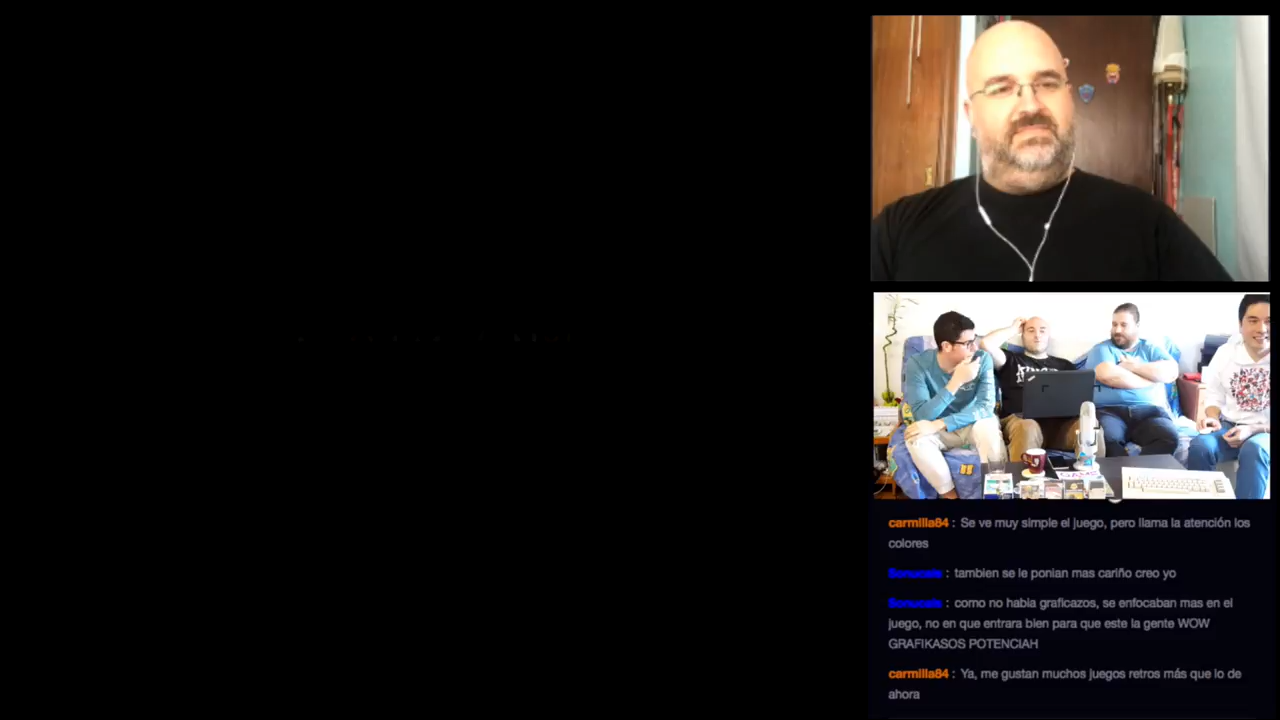 carmilla84 : Se ve muy simple el juego, pero llama la atención los
colores
: tambien se le ponian mas cariño creo yo
: como no habia graficazos, se enfocaban mas en el
juego, no en que entrara bien para que este la gente WOW
GRAFIKASOS POTENCIAH
carmilla84 : Ya, me gustan muchos juegos retros más que lo de
ahora